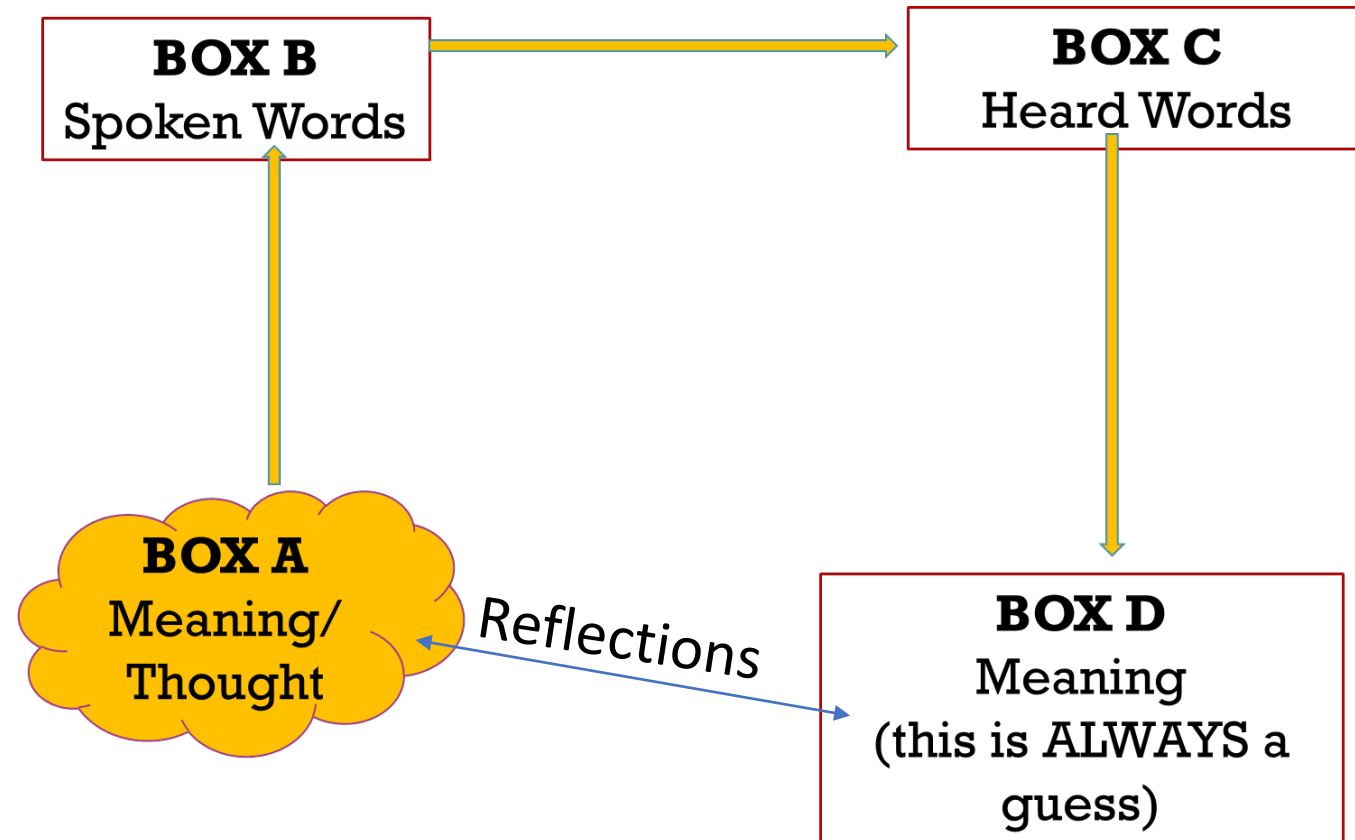 BOX B
Spoken Words
BOX C
Heard Words
BOX A
Meaning/
Thought
Reflections
BOX D
Meaning
(this is ALWAYS a
guess)